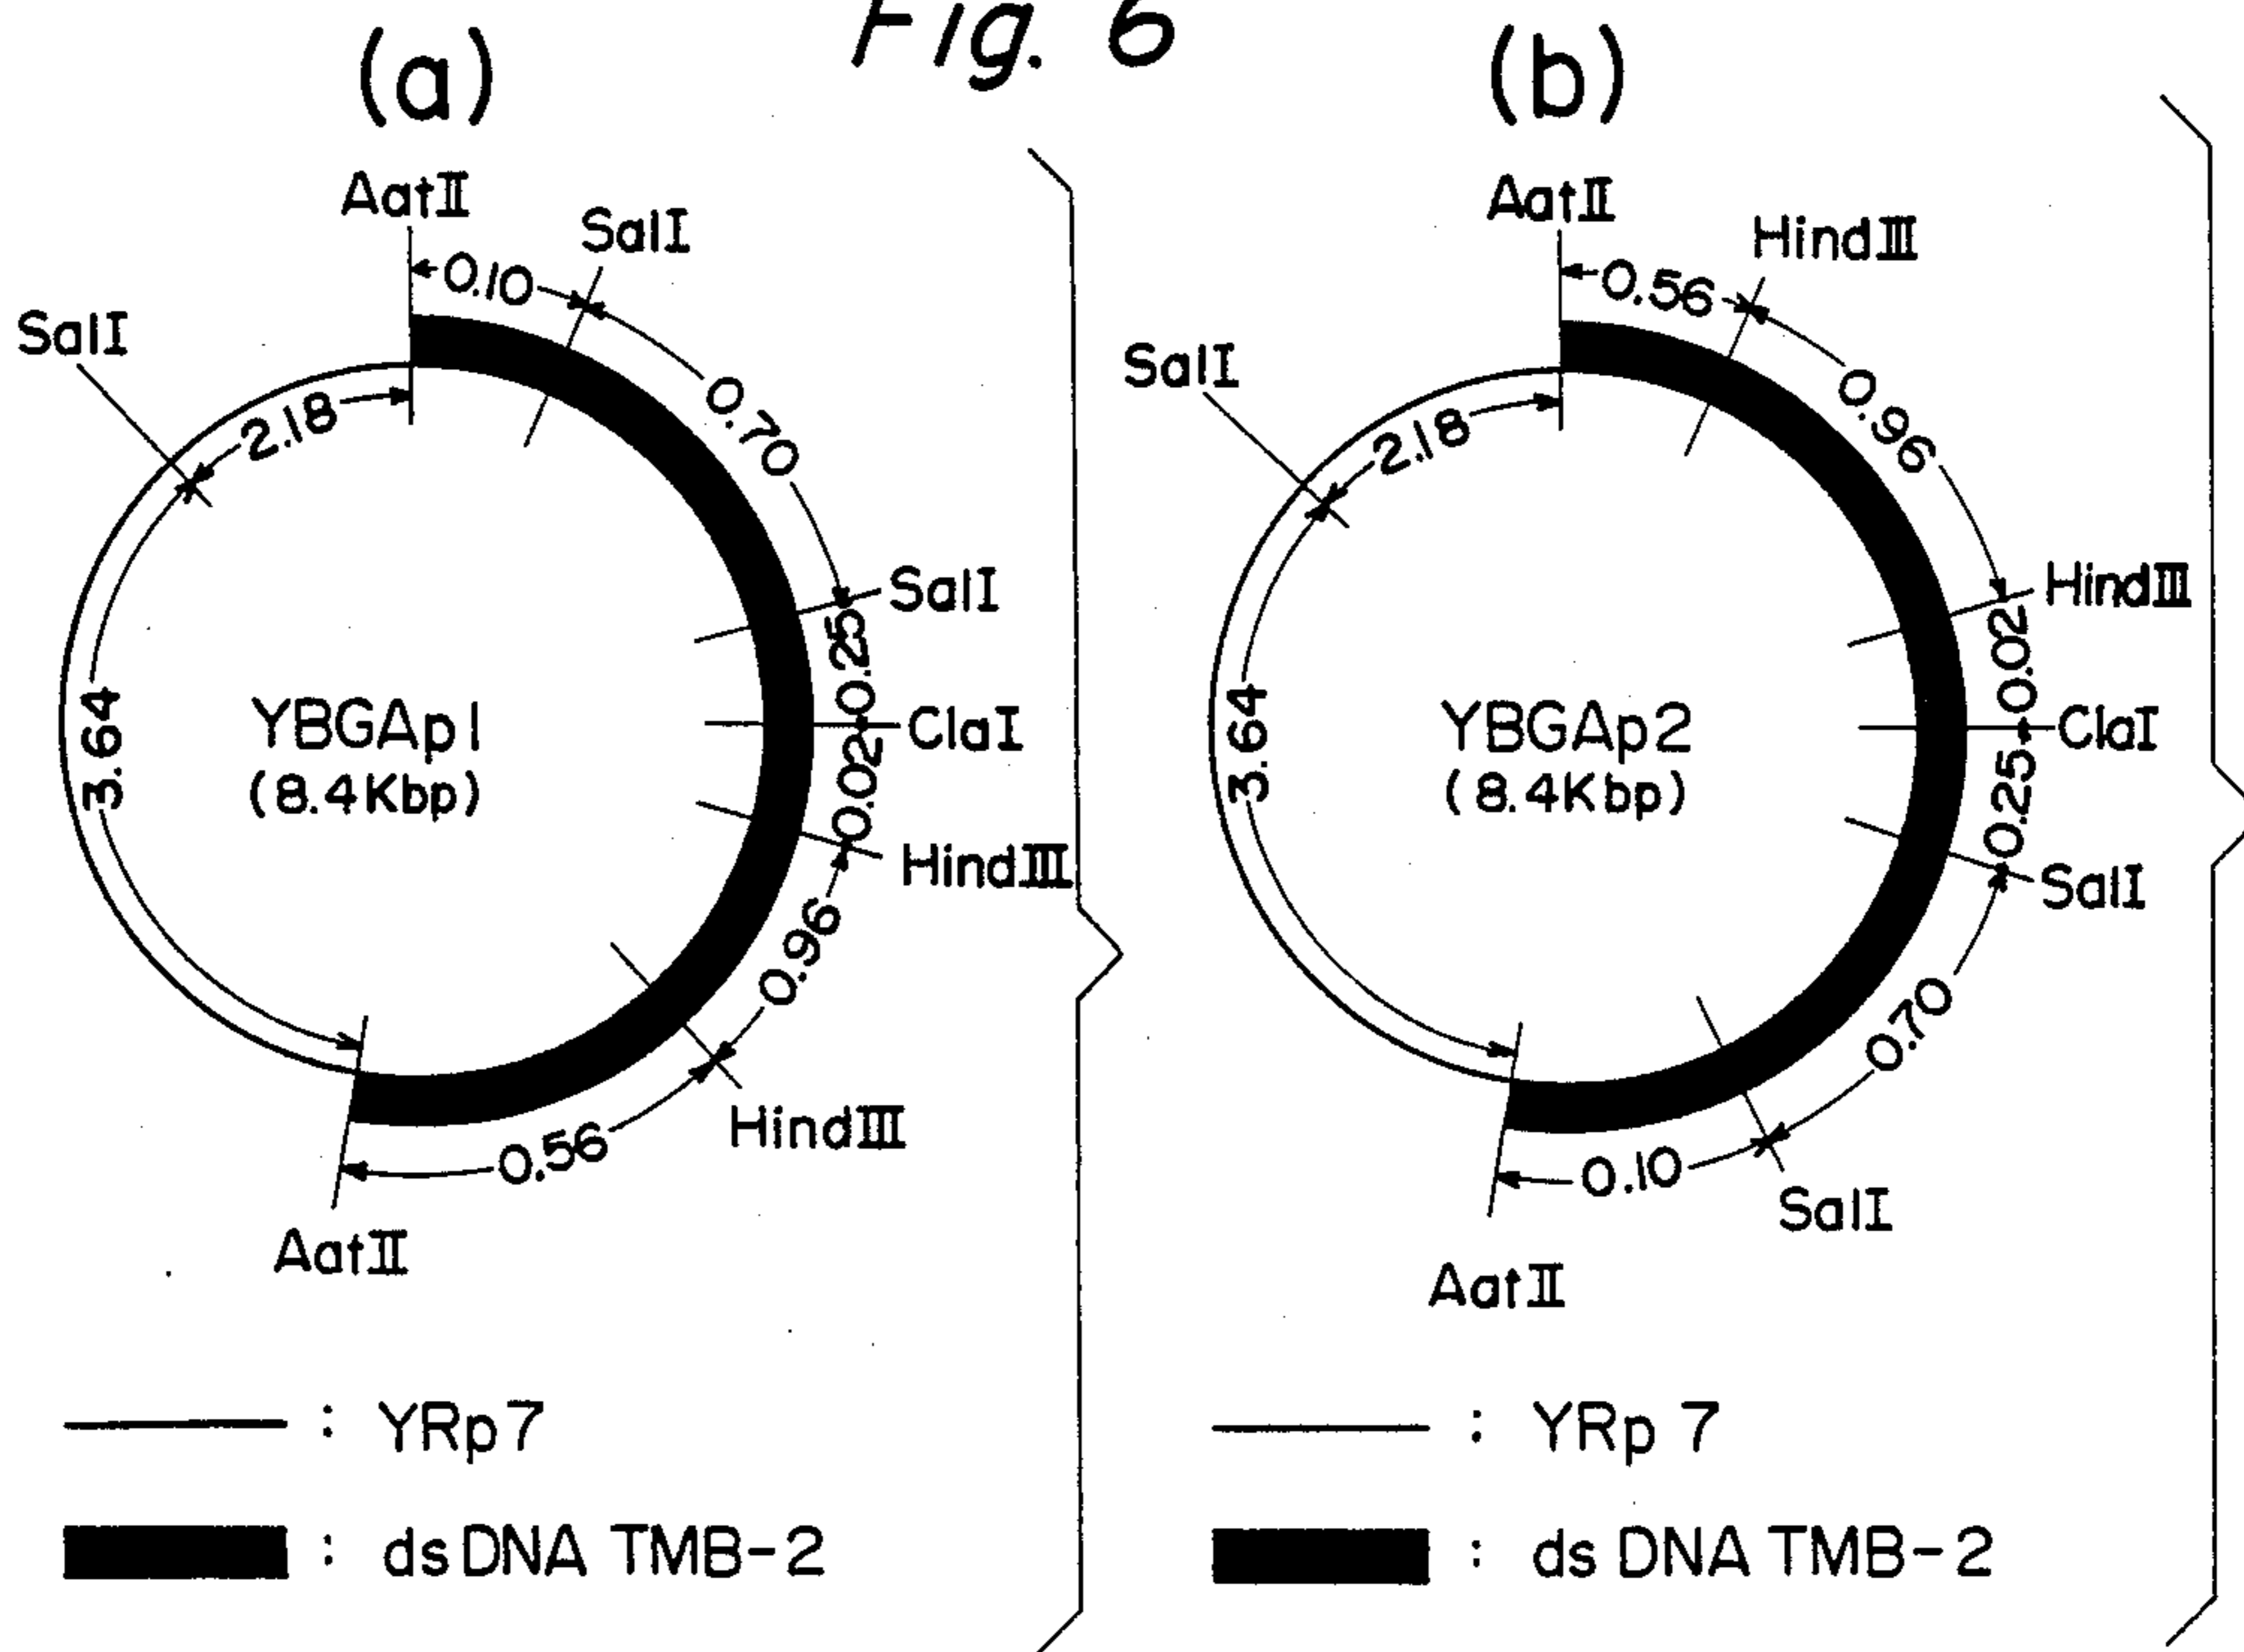 Fig. 6
(a)
AatII
SalI
0.10
SalI
2.18
0.70
SalI
0.25
ClaI
0.02
HindIII
0.96
HindIII
0.56
AatII
3.64
YBGAp1
(8.4Kbp)
: YRp7
: dsDNA TMB-2
(b)
AatII
HindIII
0.56
SalI
2.18
0.96
HindIII
0.02
ClaI
0.25
SalI
0.70
SalI
0.10
AatII
3.64
YBGAp2
(8.4Kbp)
: YRp 7
: ds DNA TMB-2